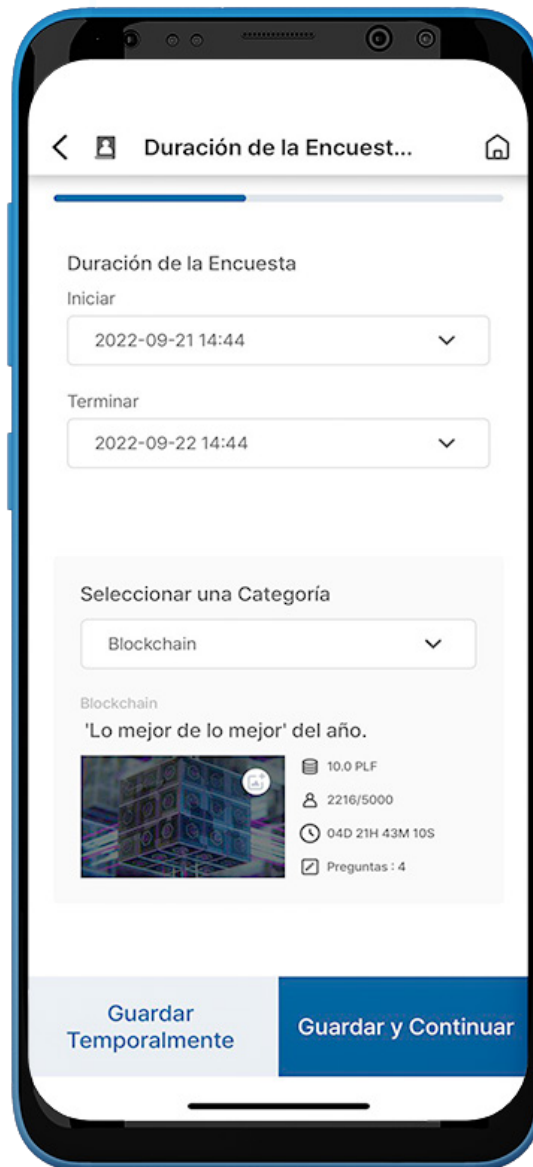 Duración de la Encuest...
Duración de la Encuesta
Iniciar
2022-09-21 14:44
Terminar
2022-09-22 14:44
Seleccionar una Categoría
Blockchain
Blockchain
'Lo mejor de lo mejor' del año.
10.0 PLF
2216/5000
04D 21H 43M 10S
Preguntas : 4
Guardar
Temporalmente
Guardar y Continuar